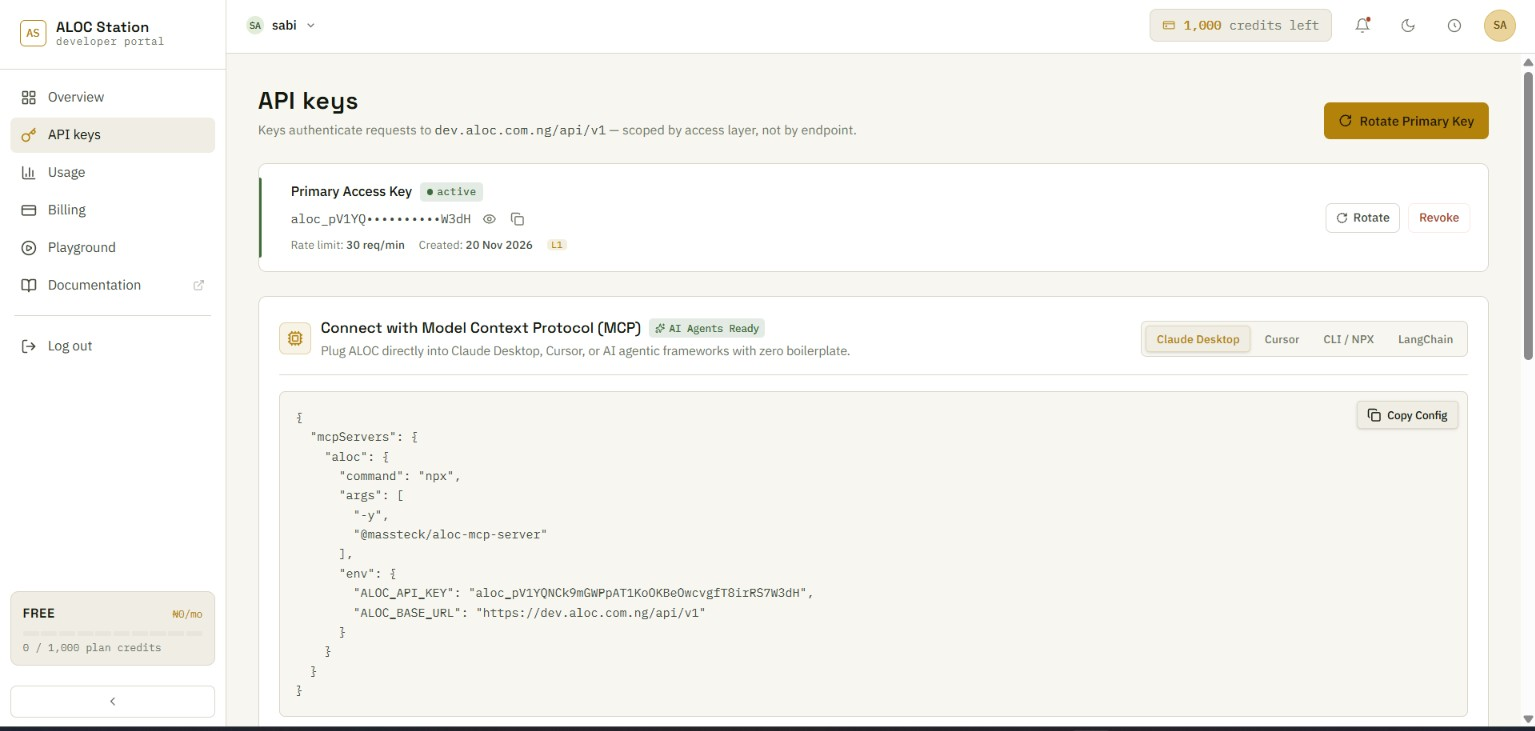 AS
ALOC Station
developer portal
SA sabi
1,000 credits left
SA
Overview
API keys
Usage
Billing
Playground
Documentation
Log out
FREE ₦0/mo
0 / 1,000 plan credits
API keys
Keys authenticate requests to dev.aloc.com.ng/api/v1 — scoped by access layer, not by endpoint.
Rotate Primary Key
Primary Access Key active
aloc_pV1YQ••••••••••W3dH
Rate limit: 30 req/min Created: 20 Nov 2026 L1
Rotate Revoke
Connect with Model Context Protocol (MCP) AI Agents Ready
Plug ALOC directly into Claude Desktop, Cursor, or AI agentic frameworks with zero boilerplate.
Claude Desktop Cursor CLI / NPX LangChain
Copy Config
{
"mcpServers": {
"aloc": {
"command": "npx",
"args": [
"-y",
"@massteck/aloc-mcp-server"
],
"env": {
"ALOC_API_KEY": "aloc_pV1YQNCk9mGWPpAT1KoOKBeOwcvgfT8irRS7W3dH",
"ALOC_BASE_URL": "https://dev.aloc.com.ng/api/v1"
}
}
}
}